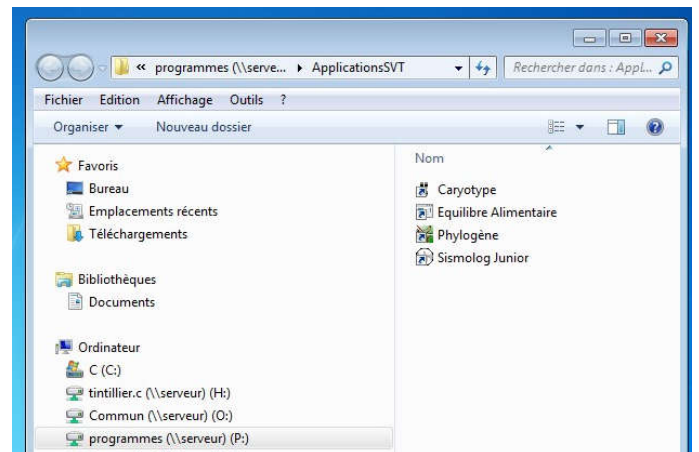 « programmes (\\serve... ▸ ApplicationsSVT
Rechercher dans : Appl...
Fichier Edition Affichage Outils ?
Organiser ▾ Nouveau dossier
Favoris
Bureau
Emplacements récents
Téléchargements
Bibliothèques
Documents
Ordinateur
C (C:)
tintillier.c (\\serveur) (H:)
Commun (\\serveur) (O:)
programmes (\\serveur) (P:)
Nom
Caryotype
Equilibre Alimentaire
Phylogène
Sismolog Junior